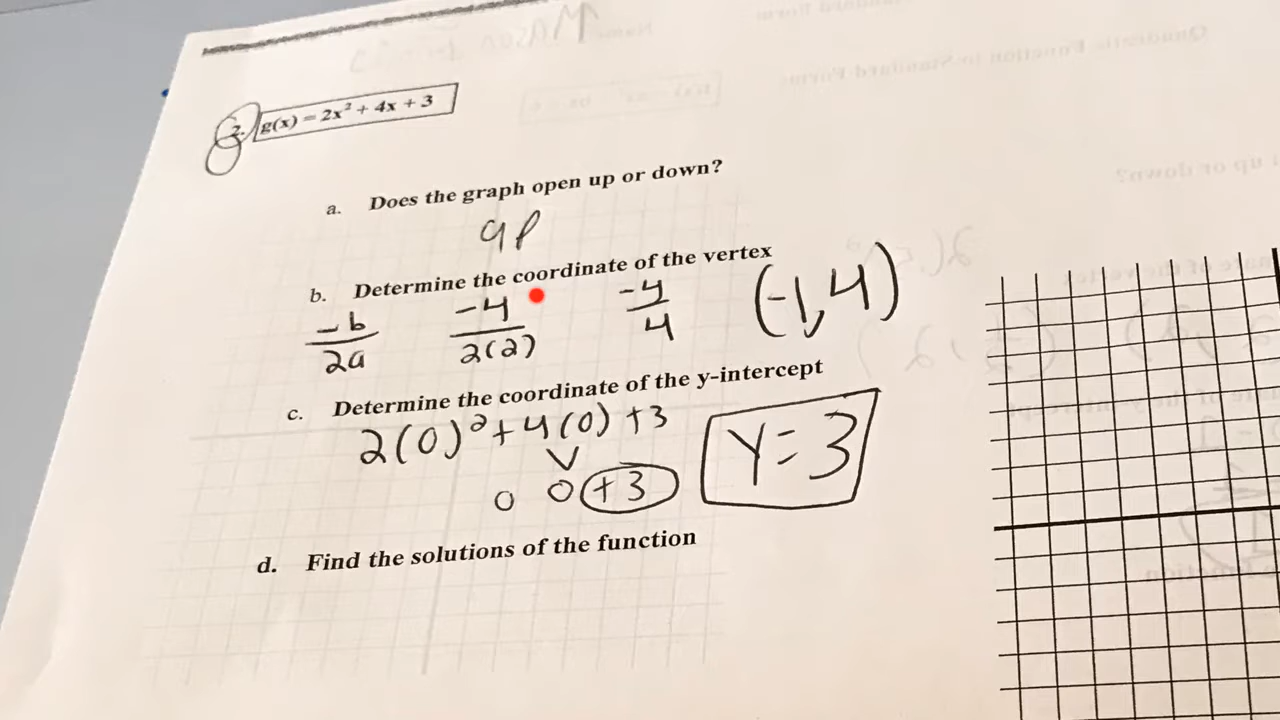 2. g(x) = 2x² + 4x + 3
a. Does the graph open up or down?
up
b. Determine the coordinate of the vertex
-b/2a -4/2(2) -4/4 (-1, 4)
c. Determine the coordinate of the y-intercept
2(0)² + 4(0) + 3
0 0 + 3 Y = 3
d. Find the solutions of the function